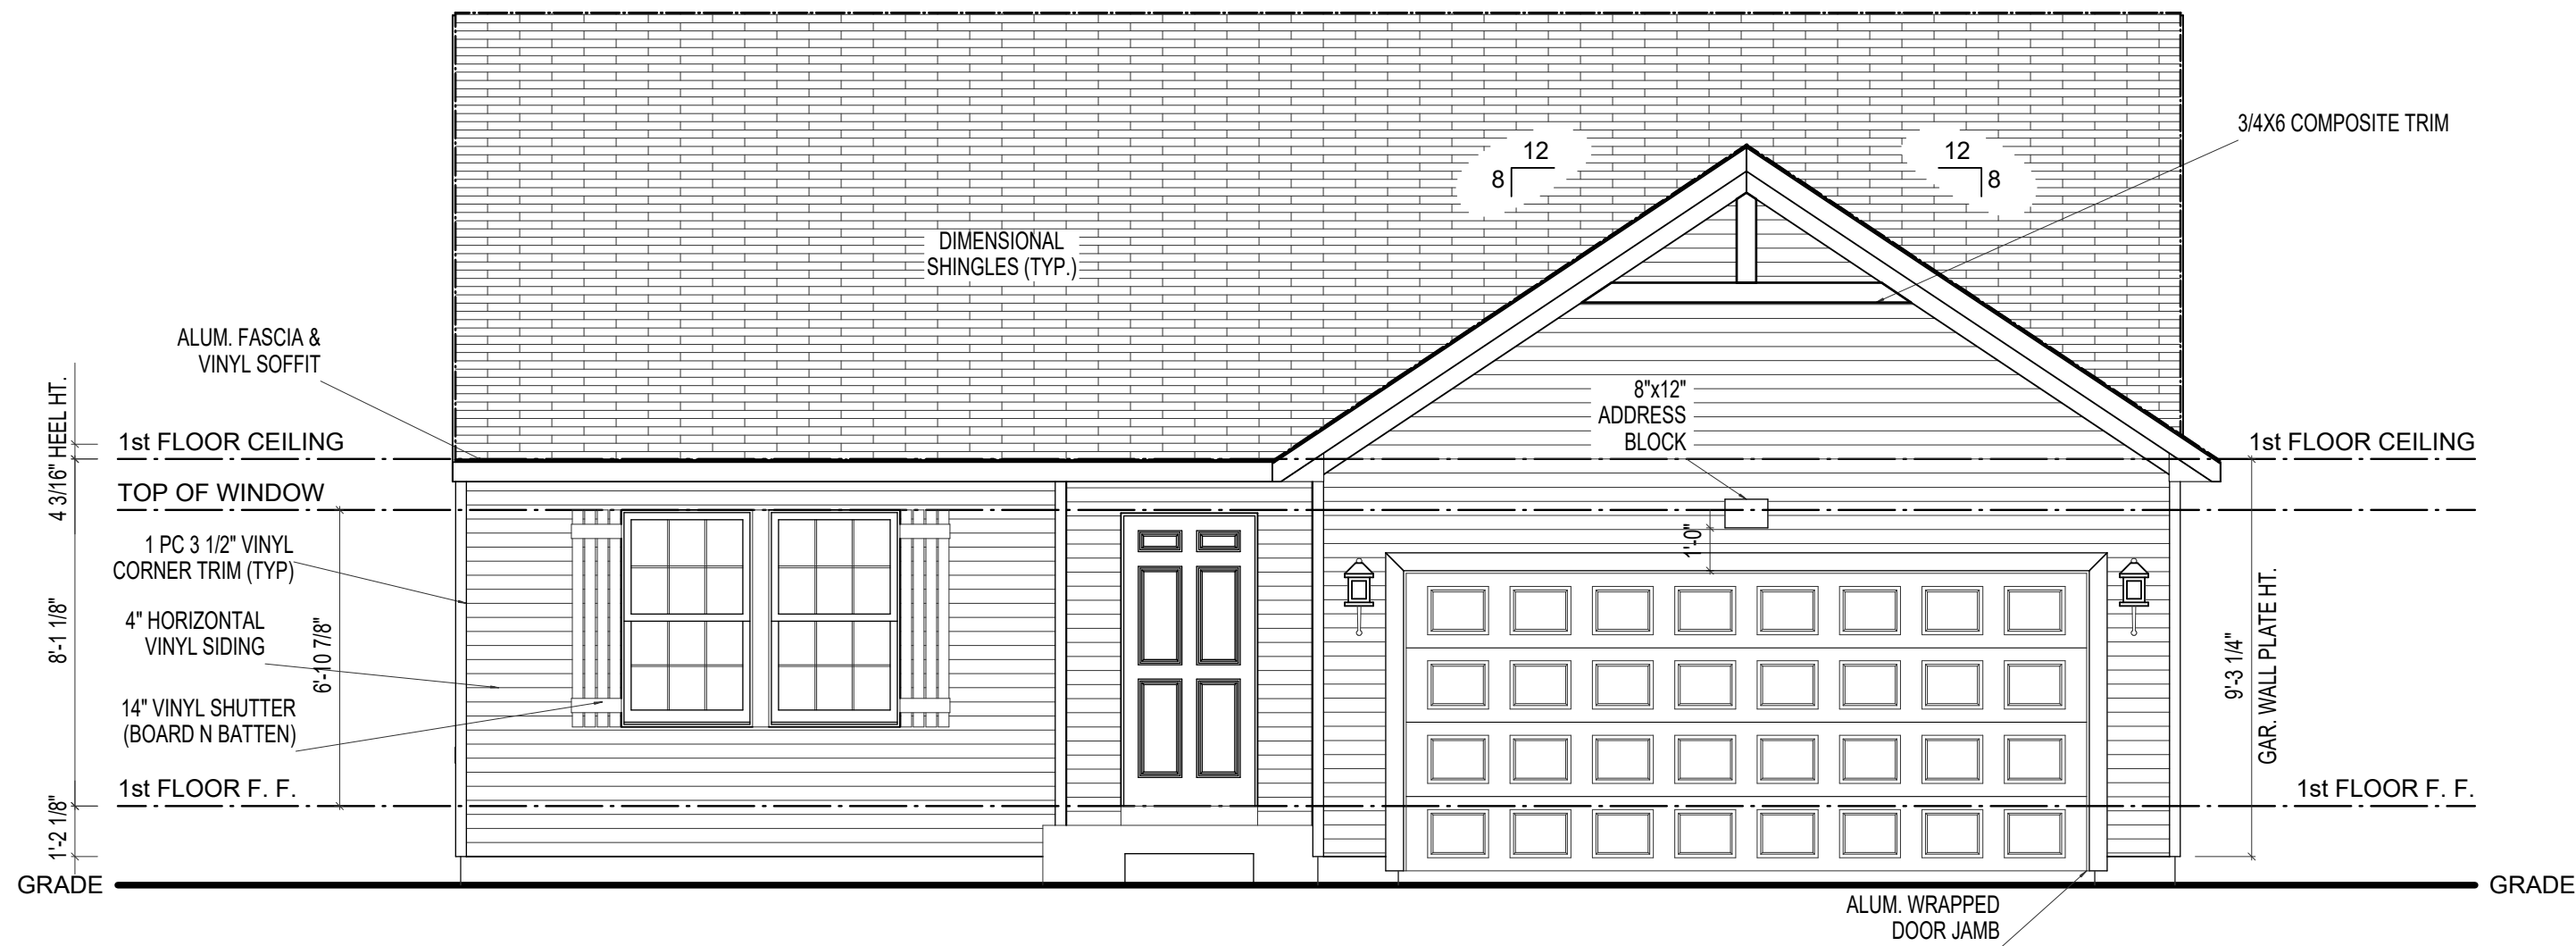 12
8
12
8
3/4X6 COMPOSITE TRIM
DIMENSIONAL
SHINGLES (TYP.)
ALUM. FASCIA &
VINYL SOFFIT
8"x12"
ADDRESS
BLOCK
4 3/16" HEEL HT.
1st FLOOR CEILING
1st FLOOR CEILING
TOP OF WINDOW
1 PC 3 1/2" VINYL
CORNER TRIM (TYP)
1'-0"
4" HORIZONTAL
VINYL SIDING
8'-1 1/8"
6'-10 7/8"
9'-3 1/4"
GAR. WALL PLATE HT.
14" VINYL SHUTTER
(BOARD N BATTEN)
1st FLOOR F. F.
1st FLOOR F. F.
1'-2 1/8"
GRADE
GRADE
ALUM. WRAPPED
DOOR JAMB